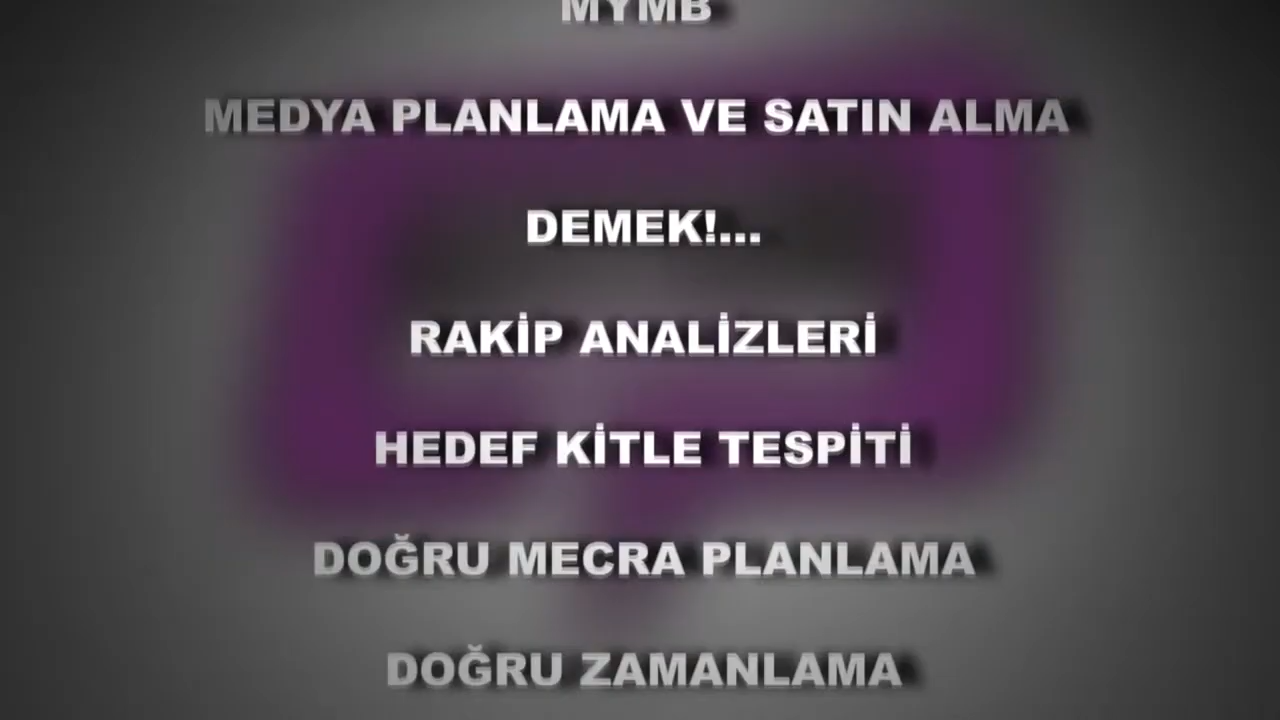 MYMB
MEDYA PLANLAMA VE SATIN ALMA
DEMEK!...
RAKİP ANALİZLERİ
HEDEF KİTLE TESPİTİ
DOĞRU MECRA PLANLAMA
DOĞRU ZAMANLAMA